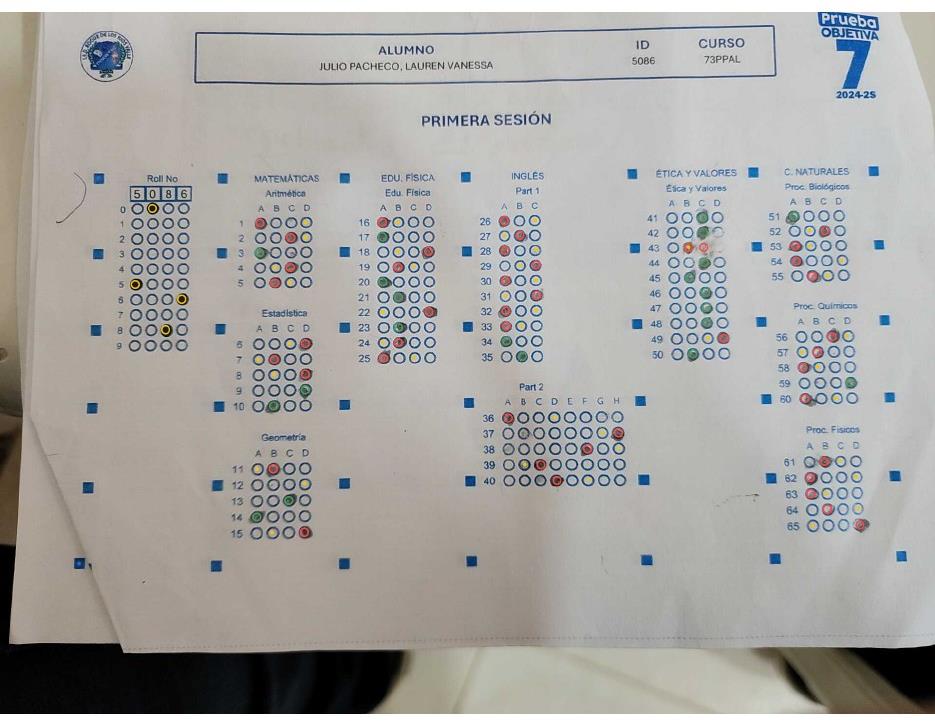 Prueba
OBJETIVA
7
2024-2S
ALUMNO
JULIO PACHECO, LAUREN VANESSA
ID
5086
CURSO
73PPAL
PRIMERA SESIÓN
Roll No
5 0 8 6
0
1
2
3
4
5
6
7
8
9
MATEMÁTICAS
Aritmética
A B C D
1
2
3
4
5
Estadística
A B C D
6
7
8
9
10
Geometría
A B C D
11
12
13
14
15
EDU. FÍSICA
Edu. Física
A B C D
16
17
18
19
20
21
22
23
24
25
INGLÉS
Part 1
A B C
26
27
28
29
30
31
32
33
34
35
Part 2
A B C D E F G H
36
37
38
39
40
ÉTICA Y VALORES
Ética y Valores
A B C D
41
42
43
44
45
46
47
48
49
50
C. NATURALES
Proc. Biológicos
A B C D
51
52
53
54
55
Proc. Químicos
A B C D
56
57
58
59
60
Proc. Físicos
A B C D
61
62
63
64
65